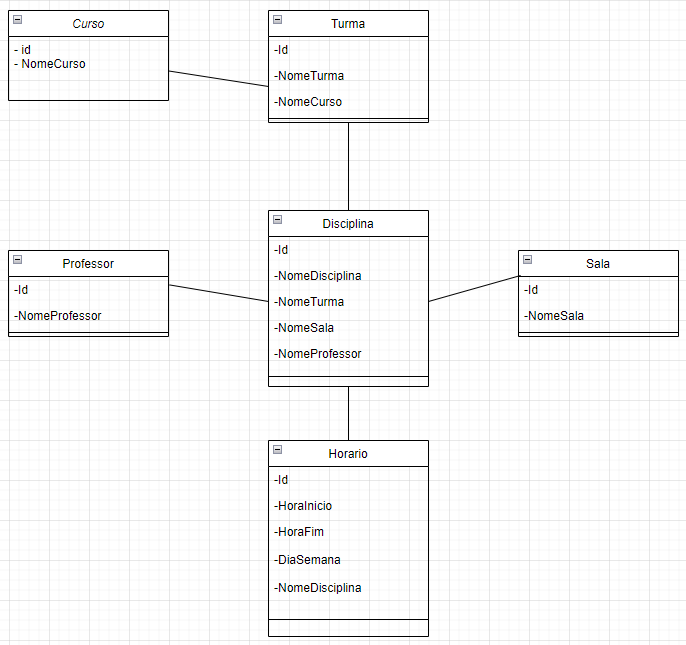 Curso
- id
- NomeCurso
Turma
-Id
-NomeTurma
-NomeCurso
Disciplina
-Id
-NomeDisciplina
-NomeTurma
-NomeSala
-NomeProfessor
Professor
-Id
-NomeProfessor
Sala
-Id
-NomeSala
Horario
-Id
-HoraInicio
-HoraFim
-DiaSemana
-NomeDisciplina